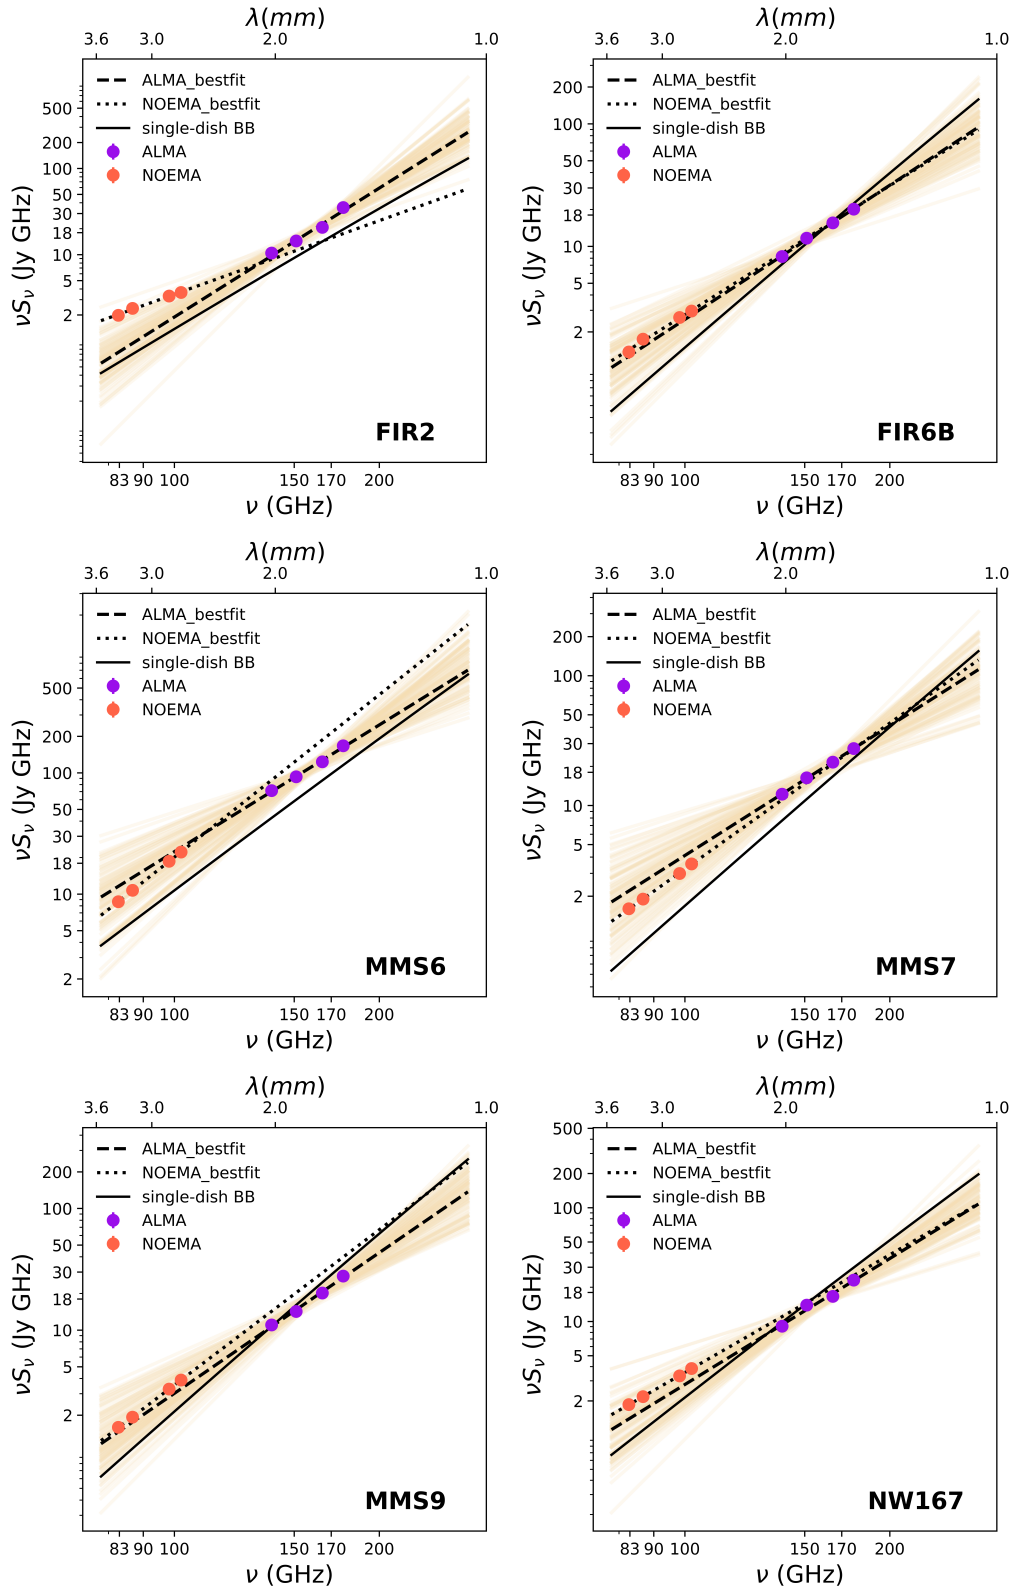 λ(mm)
3.6 3.0 2.0 1.0
ALMA_bestfit
NOEMA_bestfit
single-dish BB
ALMA
NOEMA
500
200
100
50
30
18
10
5
2
νSν (Jy GHz)
FIR2
83 90 100 150 170 200
ν (GHz)
λ(mm)
3.6 3.0 2.0 1.0
ALMA_bestfit
NOEMA_bestfit
single-dish BB
ALMA
NOEMA
200
100
50
30
18
10
5
2
νSν (Jy GHz)
FIR6B
83 90 100 150 170 200
ν (GHz)
λ(mm)
3.6 3.0 2.0 1.0
ALMA_bestfit
NOEMA_bestfit
single-dish BB
ALMA
NOEMA
500
200
100
50
30
18
10
5
2
νSν (Jy GHz)
MMS6
83 90 100 150 170 200
ν (GHz)
λ(mm)
3.6 3.0 2.0 1.0
ALMA_bestfit
NOEMA_bestfit
single-dish BB
ALMA
NOEMA
200
100
50
30
18
10
5
2
νSν (Jy GHz)
MMS7
83 90 100 150 170 200
ν (GHz)
λ(mm)
3.6 3.0 2.0 1.0
ALMA_bestfit
NOEMA_bestfit
single-dish BB
ALMA
NOEMA
200
100
50
30
18
10
5
2
νSν (Jy GHz)
MMS9
83 90 100 150 170 200
ν (GHz)
λ(mm)
3.6 3.0 2.0 1.0
ALMA_bestfit
NOEMA_bestfit
single-dish BB
ALMA
NOEMA
500
200
100
50
30
18
10
5
2
νSν (Jy GHz)
NW167
83 90 100 150 170 200
ν (GHz)